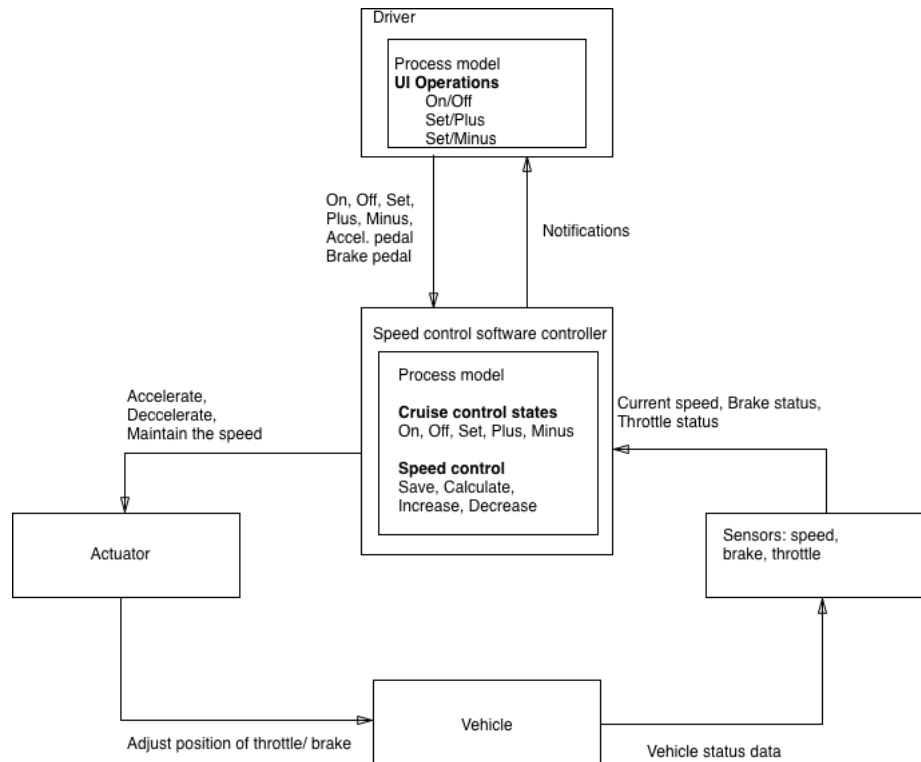 Driver
Process model
UI Operations
On/Off
Set/Plus
Set/Minus
On, Off, Set,
Plus, Minus,
Accel. pedal
Brake pedal
Notifications
Speed control software controller
Process model
Cruise control states
On, Off, Set, Plus, Minus
Speed control
Save, Calculate,
Increase, Decrease
Accelerate,
Deccelerate,
Maintain the speed
Current speed, Brake status,
Throttle status
Actuator
Sensors: speed,
brake, throttle
Vehicle
Adjust position of throttle/ brake
Vehicle status data